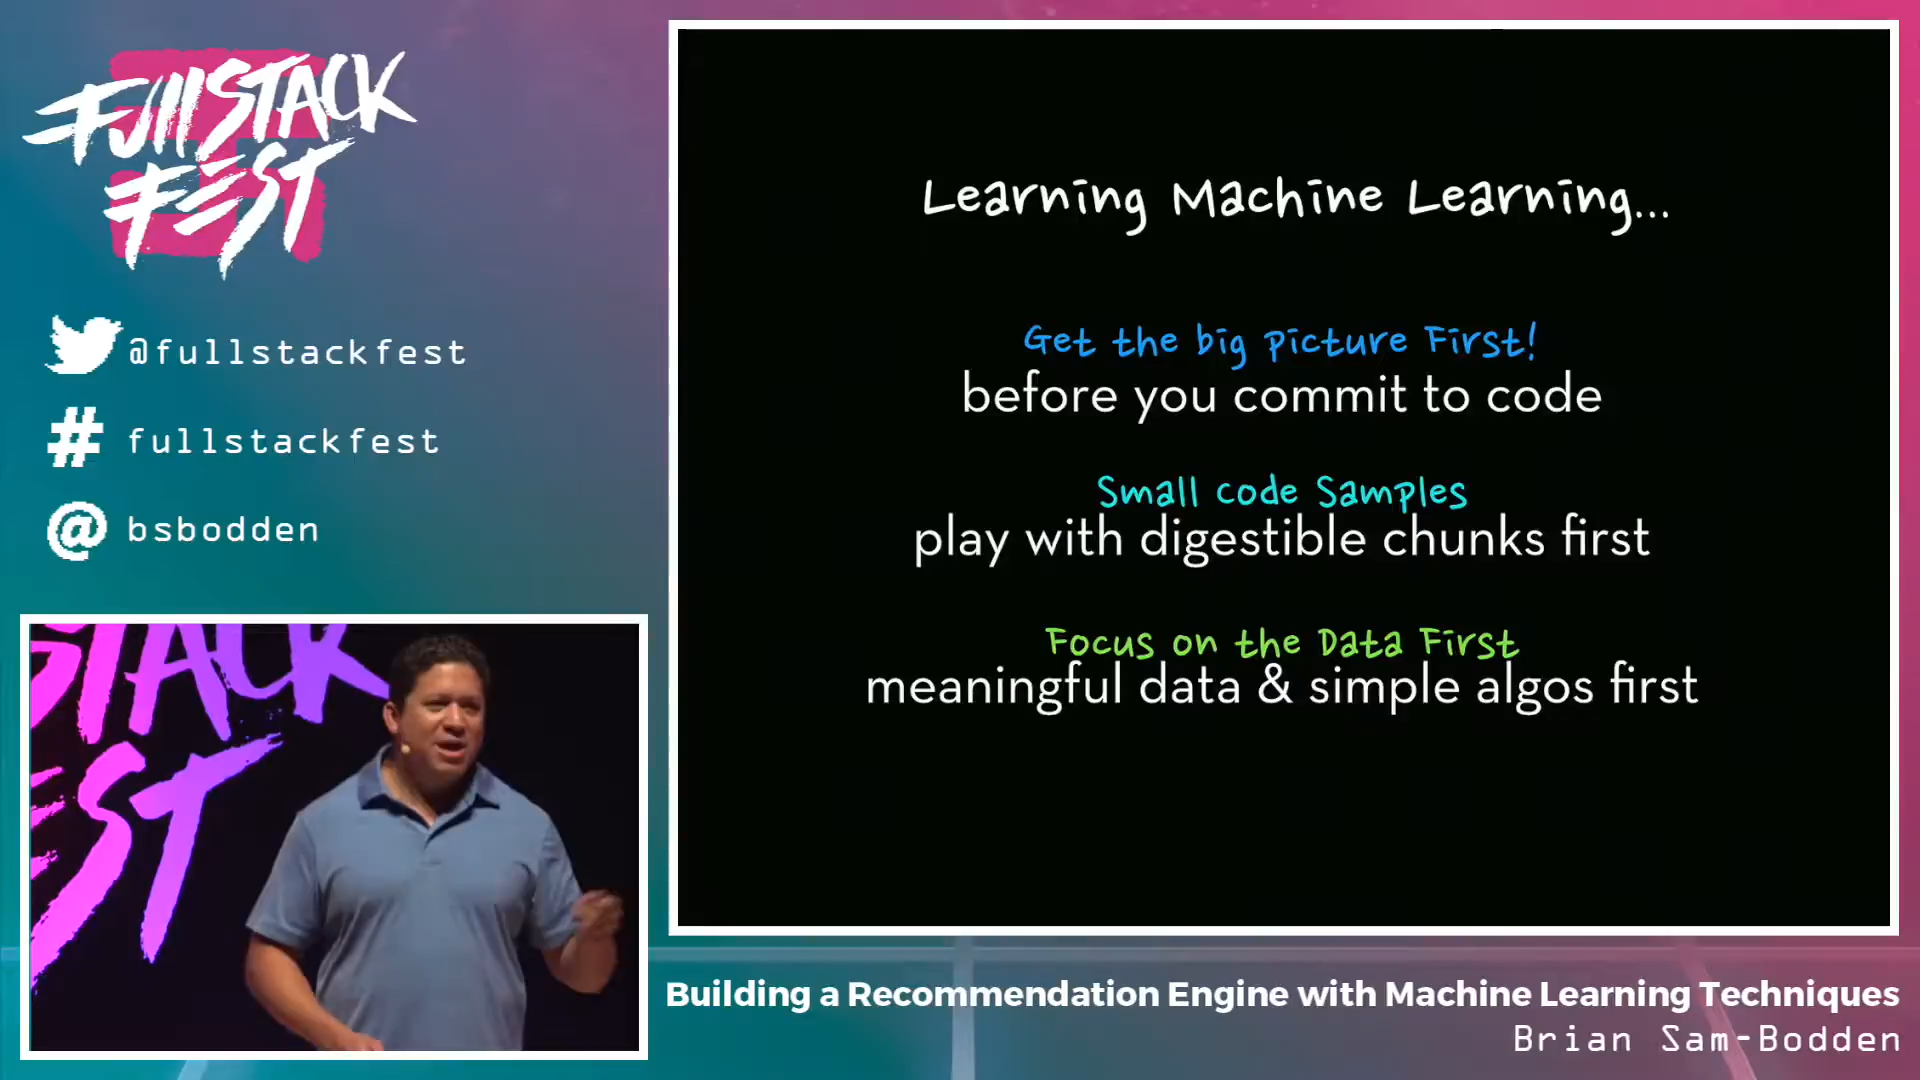 FullSTACK
FEST
@fullstackfest
# fullstackfest
@ bsbodden
STACK
FEST
Learning Machine Learning...
Get the big picture First!
before you commit to code
Small code Samples
play with digestible chunks first
Focus on the Data First
meaningful data & simple algos first
Building a Recommendation Engine with Machine Learning Techniques
Brian Sam-Bodden